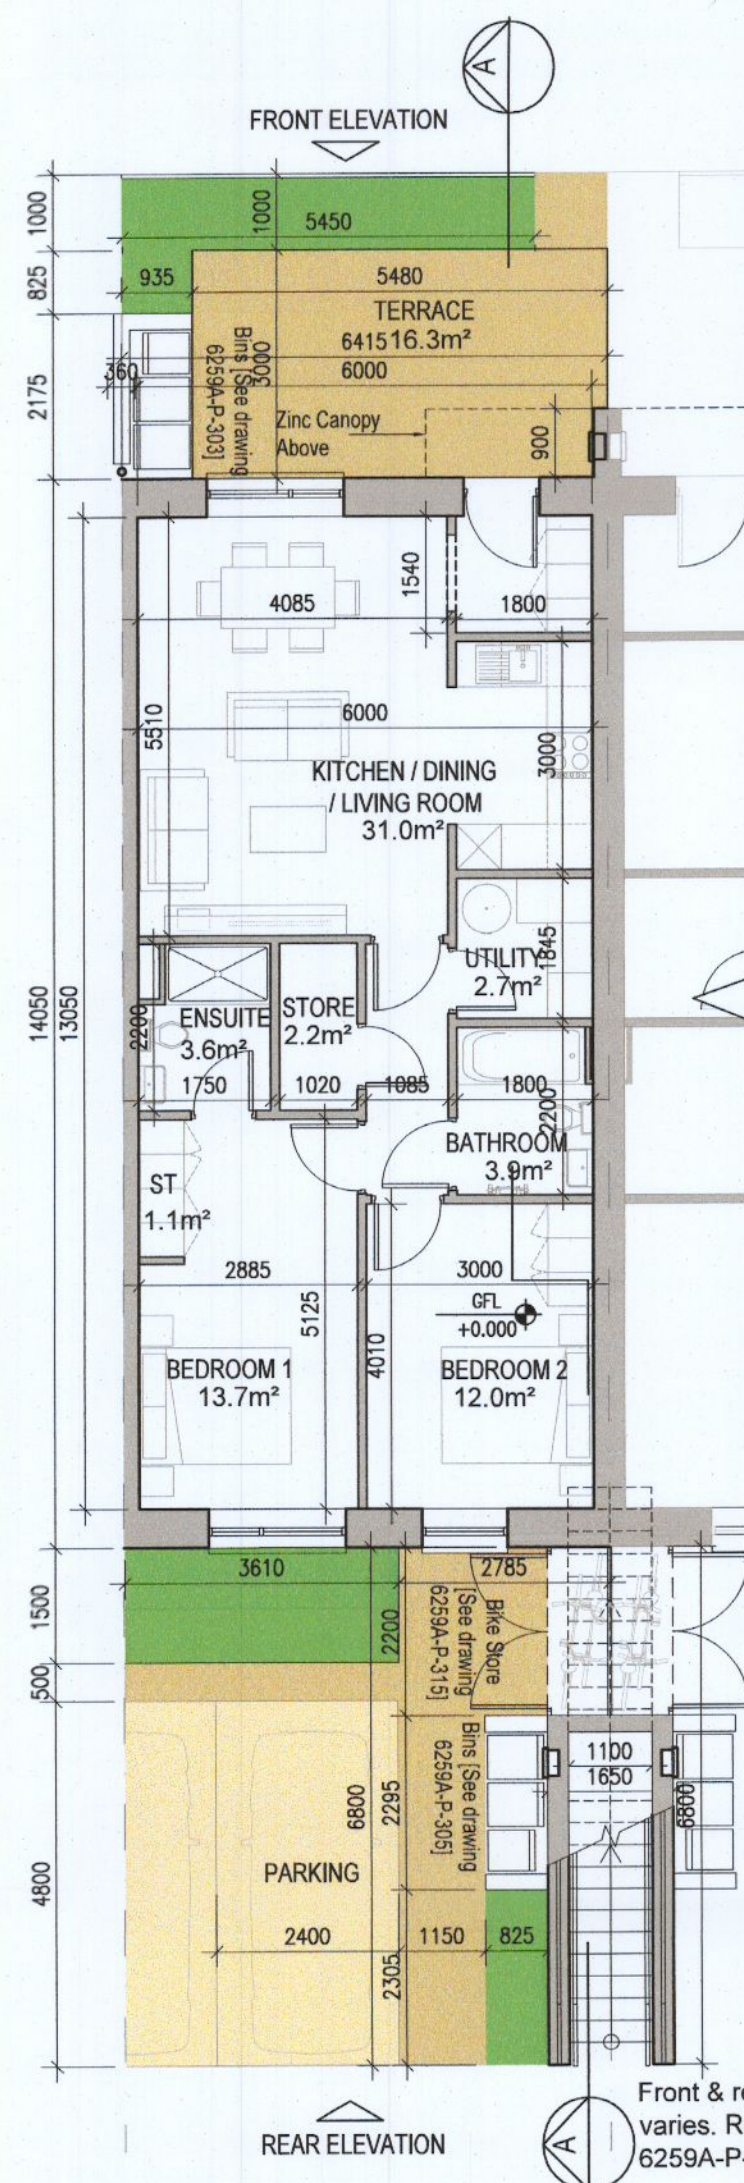 A
FRONT ELEVATION
1000
1000
5450
825
935
5480
TERRACE
6415 16.3m²
360
3000
6000
Bins [See drawing
6259A-P-303]
2175
Zinc Canopy
Above
900
1540
4085
1800
5510
6000
3000
KITCHEN / DINING
/ LIVING ROOM
31.0m²
UTILITY
2.7m²
1845
14050
13050
2200
ENSUITE
3.6m²
STORE
2.2m²
1750
1020
1085
1800
2200
BATHROOM
3.9m²
ST
1.1m²
2885
3000
5125
GFL
+0.000
4010
BEDROOM 1
13.7m²
BEDROOM 2
12.0m²
3610
2785
1500
2200
Bike Store
[See drawing
6259A-P-315]
500
Bins [See drawing
6259A-P-305]
1100
1650
6800
2295
6800
4800
PARKING
2400
1150
825
2305
REAR ELEVATION
A
Front & re
varies. R
6259A-P-